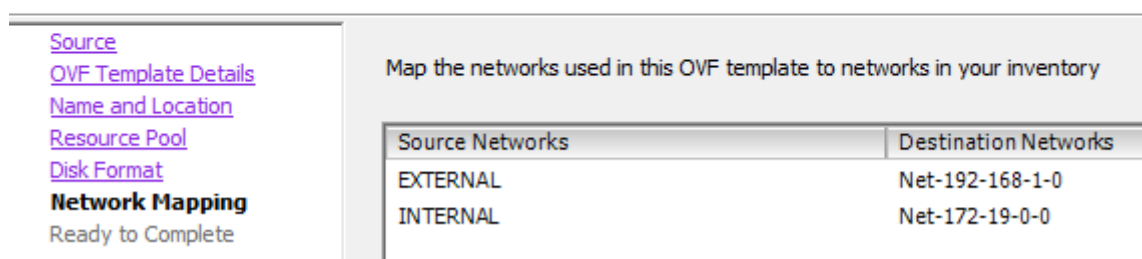 Source
OVF Template Details
Name and Location
Resource Pool
Disk Format
Network Mapping
Ready to Complete
Map the networks used in this OVF template to networks in your inventory
Source Networks Destination Networks
EXTERNAL Net-192-168-1-0
INTERNAL Net-172-19-0-0